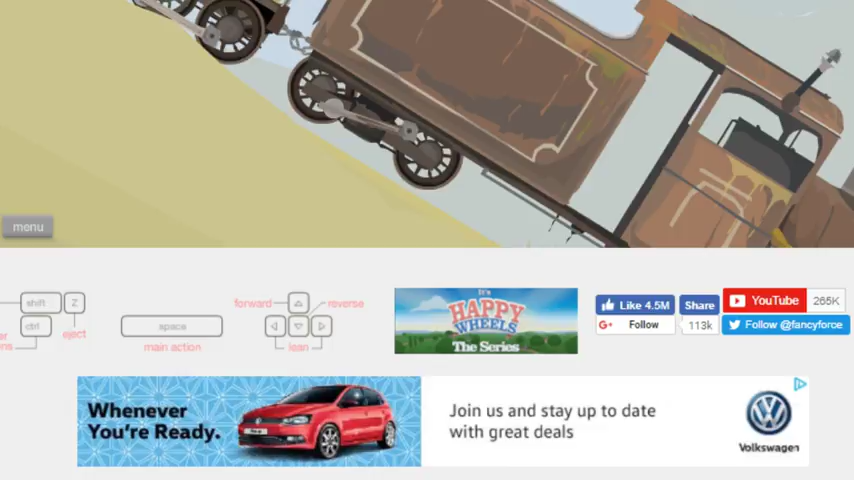 menu
shift
Z
ctrl
eject
space
main action
forward
reverse
lean
It's
HAPPY
WHEELS
The Series
Like 4.5M
Share
YouTube
265K
G+ Follow
113k
Follow @fancyforce
Whenever
You're Ready.
Join us and stay up to date
with great deals
Volkswagen